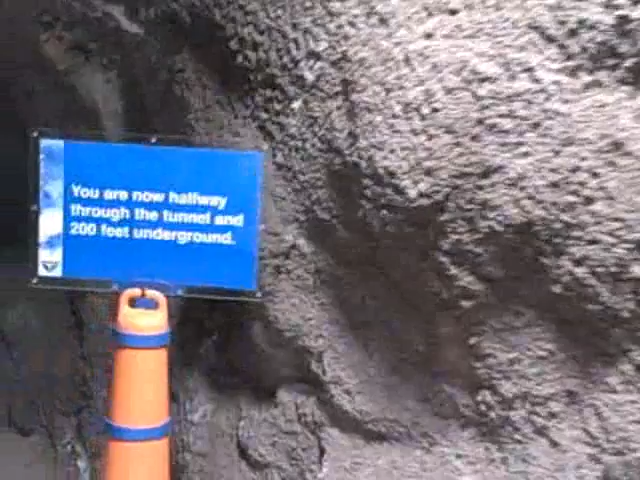 You are now halfway
through the tunnel and
200 feet underground.